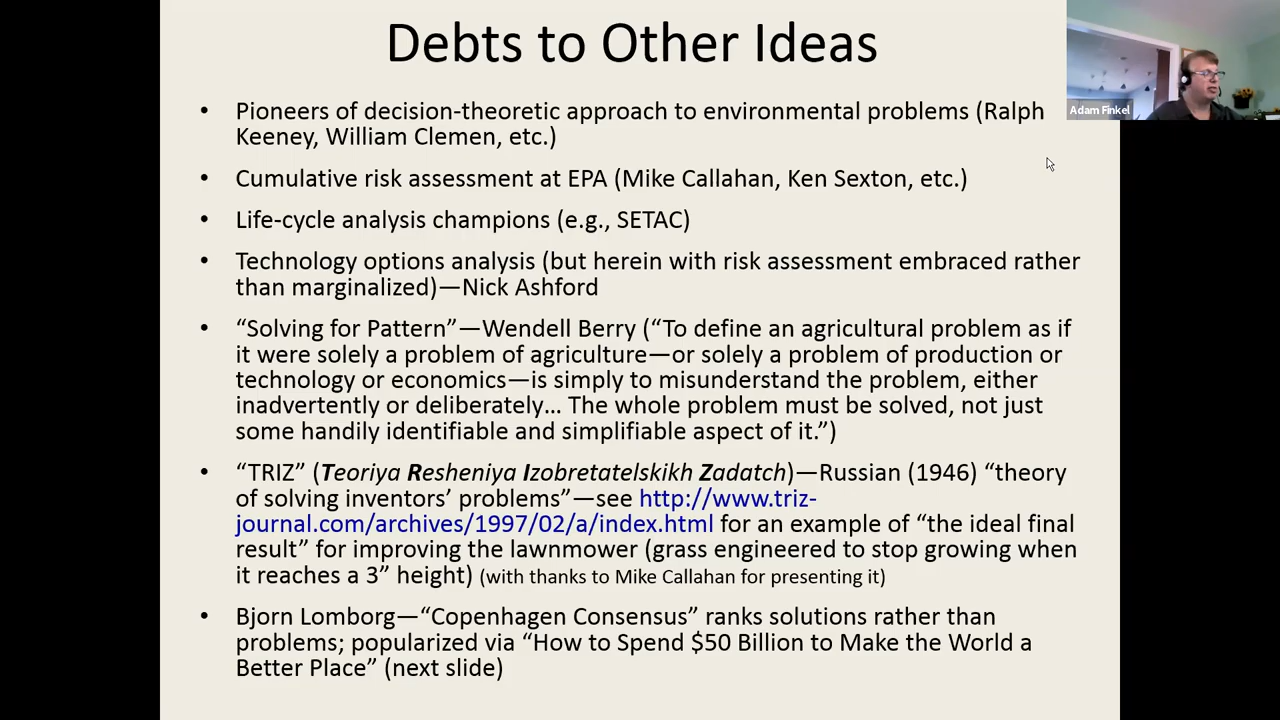 Debts to Other Ideas
Adam Finkel
• Pioneers of decision-theoretic approach to environmental problems (Ralph
Keeney, William Clemen, etc.)
• Cumulative risk assessment at EPA (Mike Callahan, Ken Sexton, etc.)
• Life-cycle analysis champions (e.g., SETAC)
• Technology options analysis (but herein with risk assessment embraced rather
than marginalized)—Nick Ashford
• “Solving for Pattern”—Wendell Berry (“To define an agricultural problem as if
it were solely a problem of agriculture—or solely a problem of production or
technology or economics—is simply to misunderstand the problem, either
inadvertently or deliberately… The whole problem must be solved, not just
some handily identifiable and simplifiable aspect of it.”)
• “TRIZ” (Teoriya Resheniya Izobretatelskikh Zadatch)—Russian (1946) “theory
of solving inventors’ problems”—see http://www.triz-
journal.com/archives/1997/02/a/index.html for an example of “the ideal final
result” for improving the lawnmower (grass engineered to stop growing when
it reaches a 3” height) (with thanks to Mike Callahan for presenting it)
• Bjorn Lomborg—“Copenhagen Consensus” ranks solutions rather than
problems; popularized via “How to Spend $50 Billion to Make the World a
Better Place” (next slide)